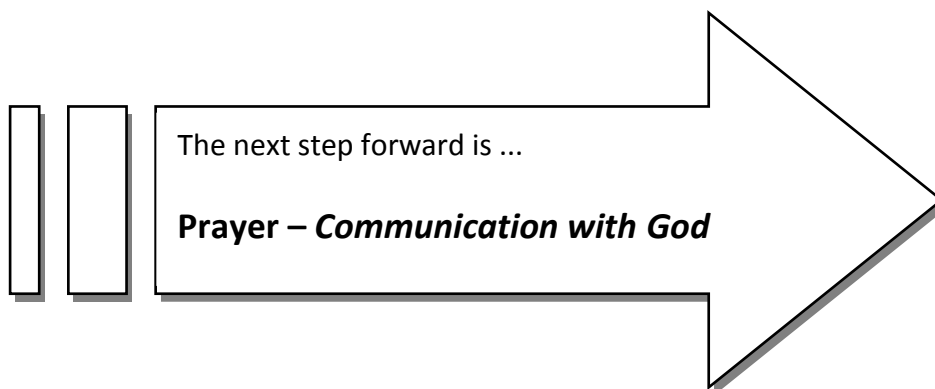 The next step forward is ...
Prayer – Communication with God